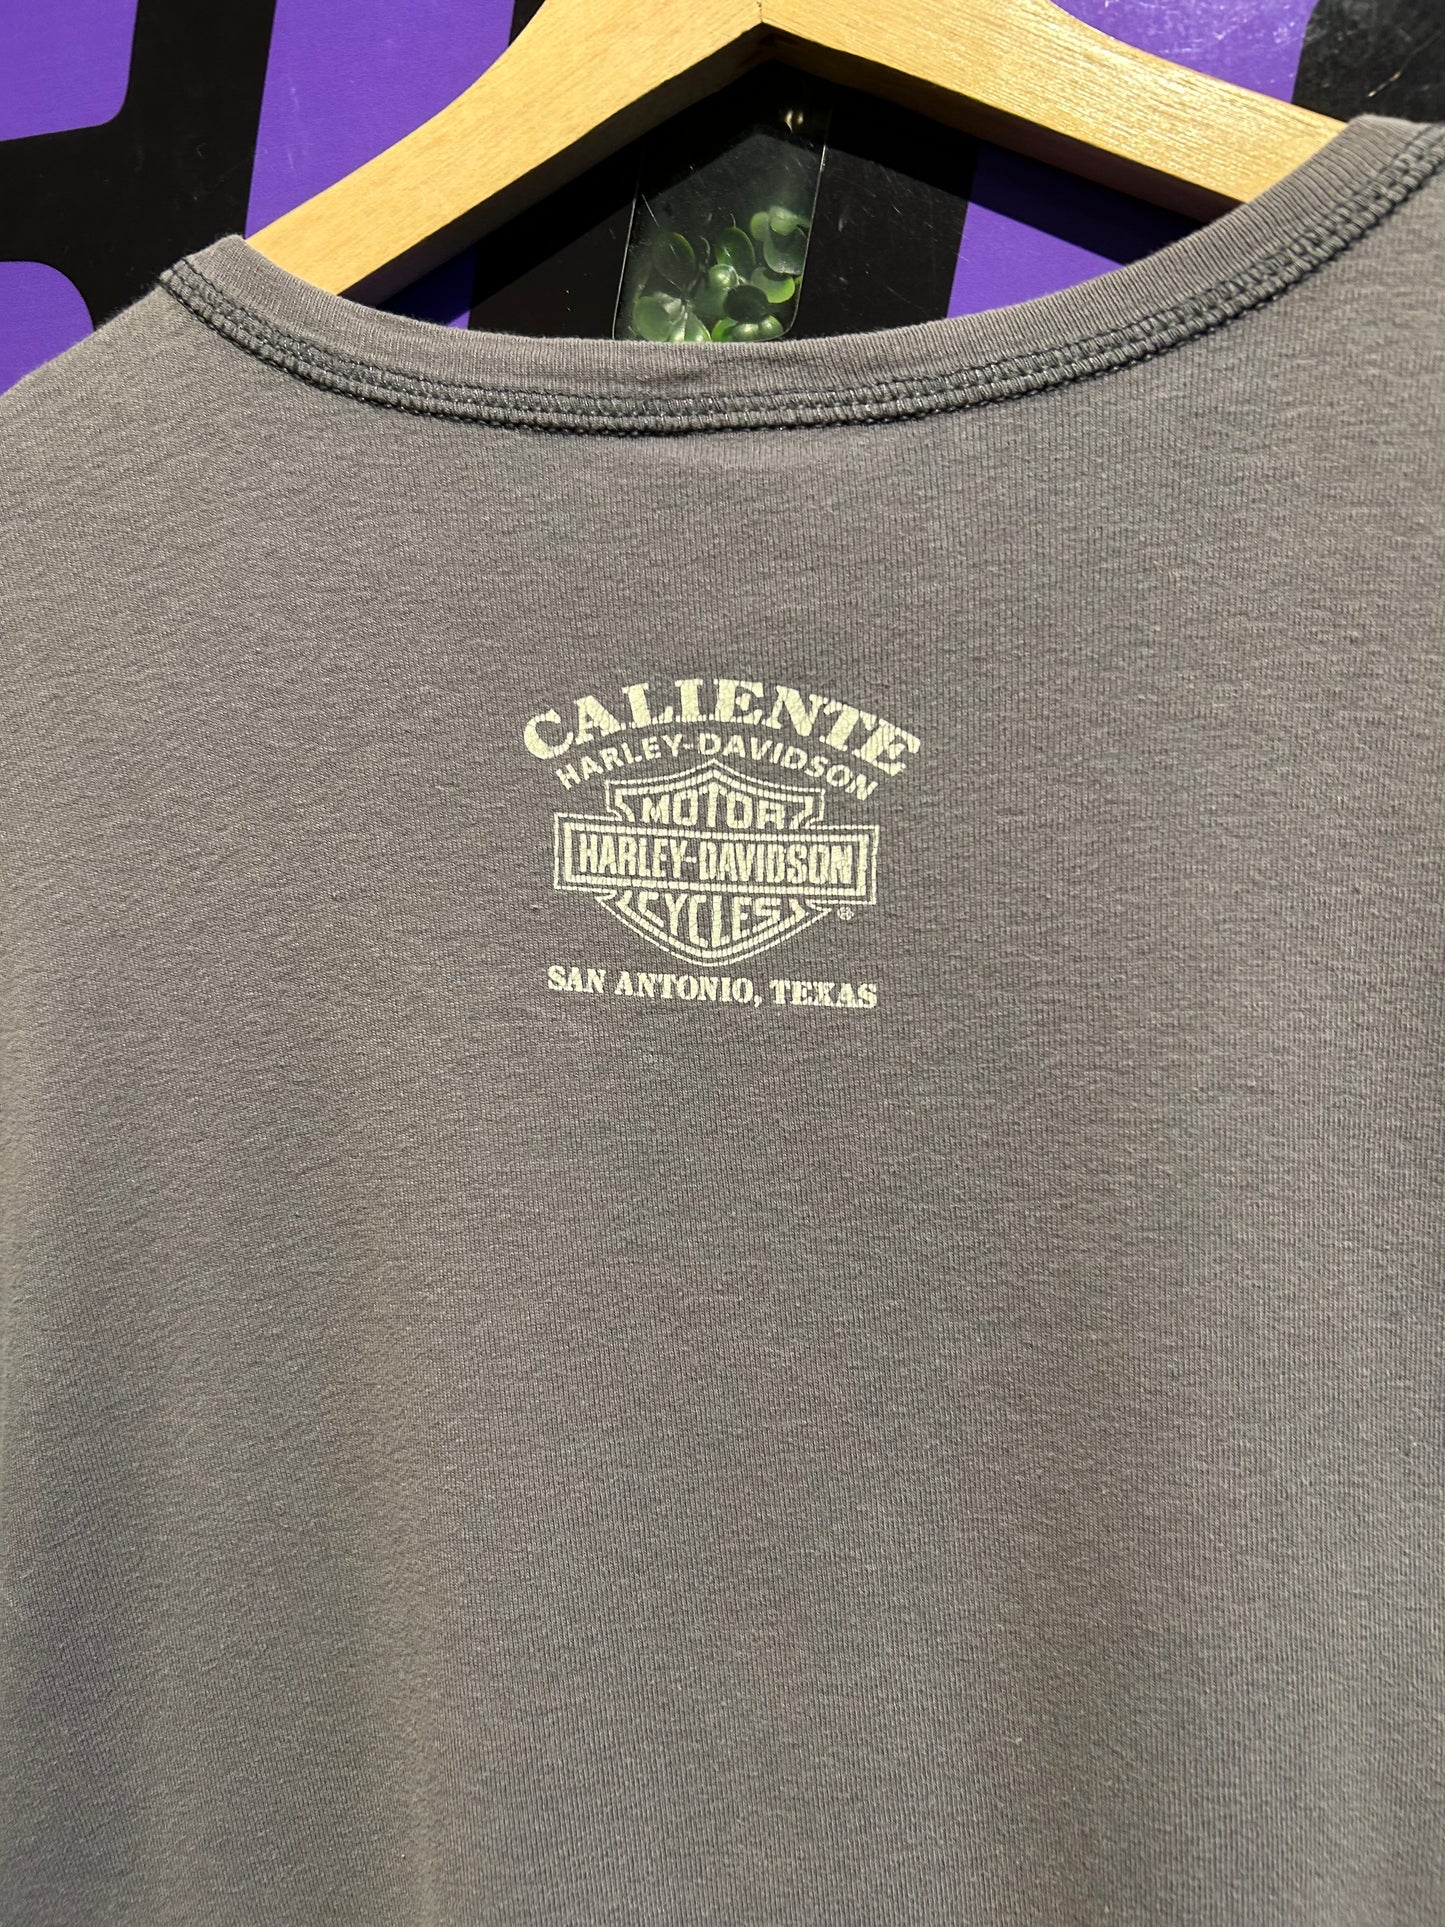 CALIENTE
HARLEY-DAVIDSON
MOTOR
HARLEY-DAVIDSON
CYCLES
®
SAN ANTONIO, TEXAS